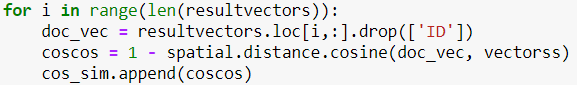 for i in range(len(resultvectors)):
    doc_vec = resultvectors.loc[i,:].drop(['ID'])
    coscos = 1 - spatial.distance.cosine(doc_vec, vectorss)
    cos_sim.append(coscos)